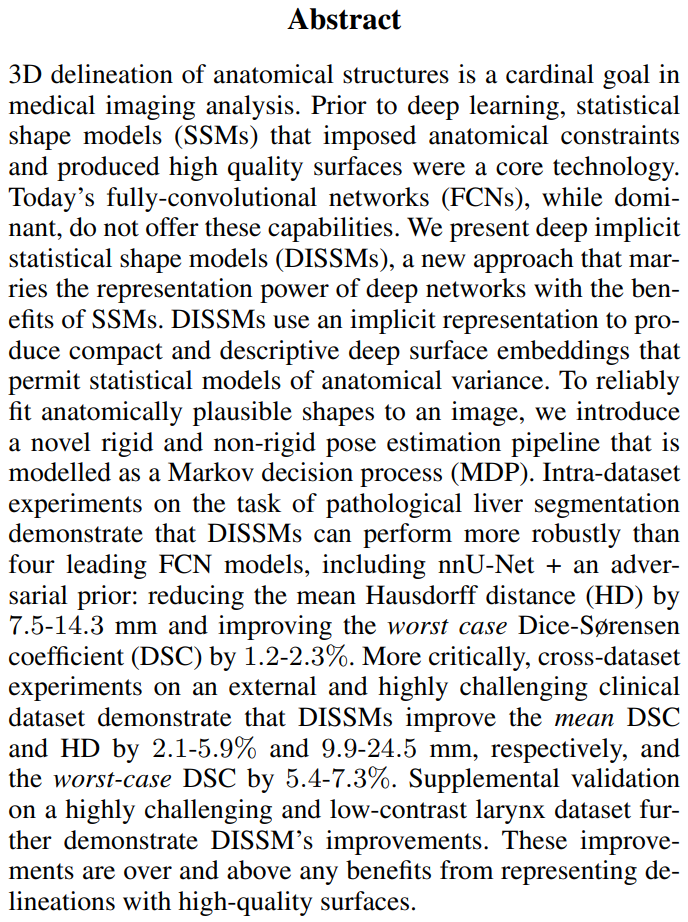 Abstract
3D delineation of anatomical structures is a cardinal goal in
medical imaging analysis. Prior to deep learning, statistical
shape models (SSMs) that imposed anatomical constraints
and produced high quality surfaces were a core technology.
Today's fully-convolutional networks (FCNs), while domi-
nant, do not offer these capabilities. We present deep implicit
statistical shape models (DISSMs), a new approach that mar-
ries the representation power of deep networks with the ben-
efits of SSMs. DISSMs use an implicit representation to pro-
duce compact and descriptive deep surface embeddings that
permit statistical models of anatomical variance. To reliably
fit anatomically plausible shapes to an image, we introduce
a novel rigid and non-rigid pose estimation pipeline that is
modelled as a Markov decision process (MDP). Intra-dataset
experiments on the task of pathological liver segmentation
demonstrate that DISSMs can perform more robustly than
four leading FCN models, including nnU-Net + an adver-
sarial prior: reducing the mean Hausdorff distance (HD) by
7.5-14.3 mm and improving the worst case Dice-Sørensen
coefficient (DSC) by 1.2-2.3%. More critically, cross-dataset
experiments on an external and highly challenging clinical
dataset demonstrate that DISSMs improve the mean DSC
and HD by 2.1-5.9% and 9.9-24.5 mm, respectively, and
the worst-case DSC by 5.4-7.3%. Supplemental validation
on a highly challenging and low-contrast larynx dataset fur-
ther demonstrate DISSM's improvements. These improve-
ments are over and above any benefits from representing de-
lineations with high-quality surfaces.